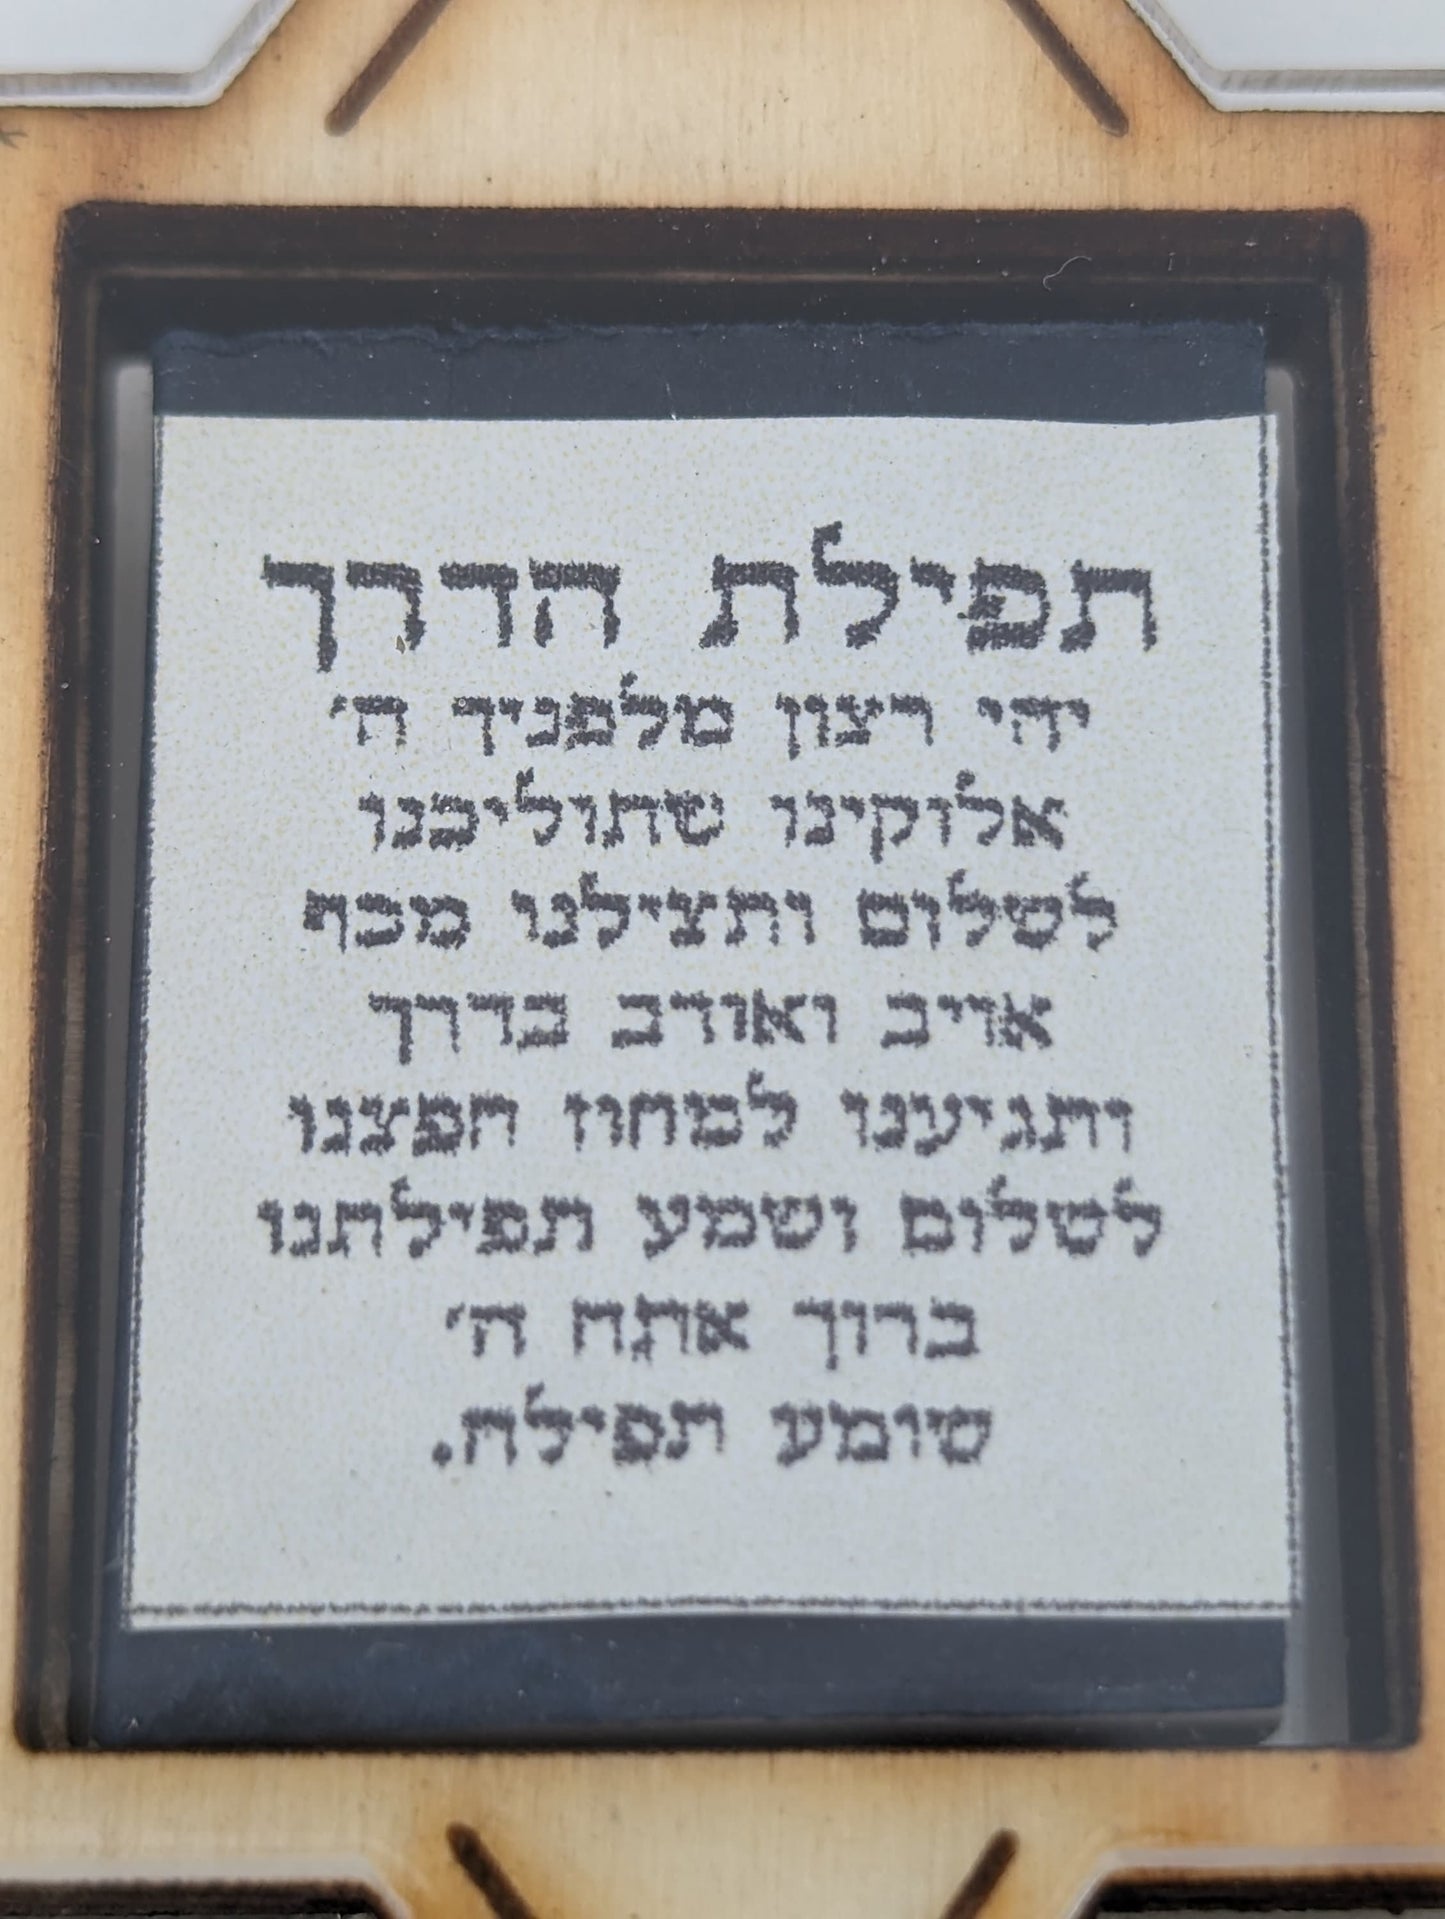 תפילת הדרך
יהי רצון מלפניך ה'
אלוקינו שתוליכנו
לשלום ותצילנו מכף
אויב ואורב בדרך
ותגיענו למחוז חפצנו
לשלום ושמע תפילתנו
ברוך אתה ה'
שומע תפילה.